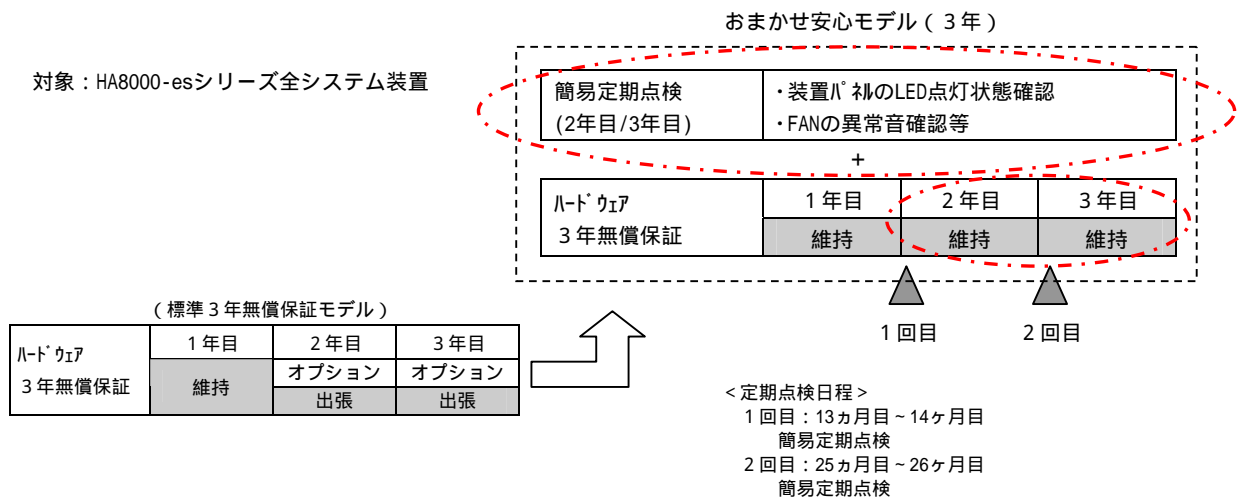 おまかせ安心モデル(3年)
対象:HA8000-esシリーズ全システム装置
簡易定期点検
(2年目/3年目)
・装置ﾊﾟﾈﾙのLED点灯状態確認
・FANの異常音確認等
+
ﾊｰﾄﾞｳｪｱ
3年無償保証
1年目 2年目 3年目
維持 維持 維持
1回目 2回目
(標準3年無償保証モデル)
ﾊｰﾄﾞｳｪｱ
3年無償保証
1年目 2年目 3年目
維持
オプション オプション
出張 出張
<定期点検日程>
1回目:13ヵ月目~14ヶ月目
簡易定期点検
2回目:25ヵ月目~26ヶ月目
簡易定期点検